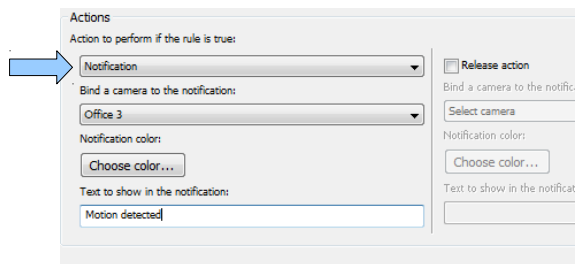 Actions
Action to perform if the rule is true:
Notification
Bind a camera to the notification:
Office 3
Notification color:
Choose color...
Text to show in the notification:
Motion detected
Release action
Bind a camera to the
Select camera
Notification color:
Choose color...
Text to show in the